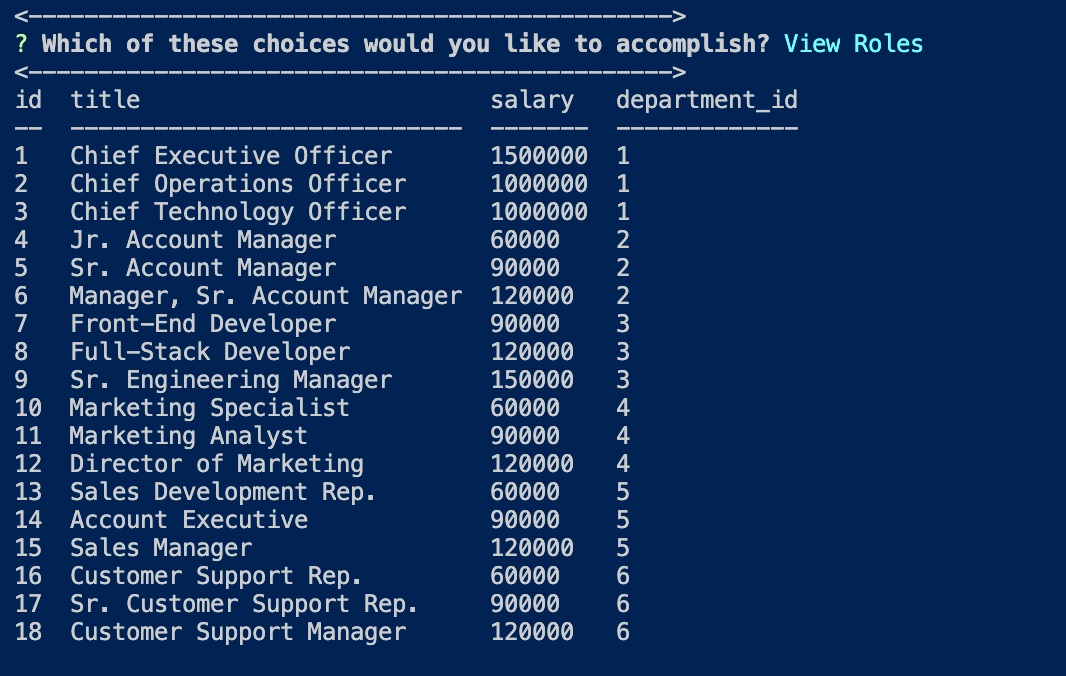 <---------------------------------------------->
? Which of these choices would you like to accomplish? View Roles
<---------------------------------------------->
id  title                         salary   department_id
--  ----------------------------  -------  -------------
1   Chief Executive Officer       1500000  1
2   Chief Operations Officer      1000000  1
3   Chief Technology Officer      1000000  1
4   Jr. Account Manager           60000    2
5   Sr. Account Manager           90000    2
6   Manager, Sr. Account Manager  120000   2
7   Front-End Developer           90000    3
8   Full-Stack Developer          120000   3
9   Sr. Engineering Manager       150000   3
10  Marketing Specialist          60000    4
11  Marketing Analyst             90000    4
12  Director of Marketing         120000   4
13  Sales Development Rep.        60000    5
14  Account Executive             90000    5
15  Sales Manager                 120000   5
16  Customer Support Rep.         60000    6
17  Sr. Customer Support Rep.     90000    6
18  Customer Support Manager      120000   6